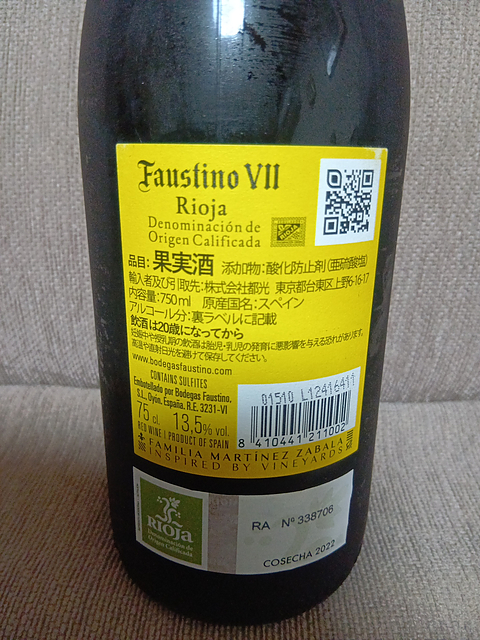 Faustino VII
Rioja
Denominación de
Origen Calificada
品目:果実酒 添加物:酸化防止剤(亜硫酸塩)
輸入者及び引取先:株式会社都光 東京都台東区上野6-16-17
内容量:750ml 原産国名:スペイン
アルコール分:裏ラベルに記載
飲酒は20歳になってから
妊娠中や授乳期の飲酒は胎児・乳児の発育に悪影響を与える恐れがあります。
高温や直射日光を避けて保存してください。
www.bodegasfaustino.com
CONTAINS SULFITES
Embotellado por Bodegas Faustino,
S.L. Oyón. España. R.E. 3231-VI
75 cl. 13,5% vol.
RED WINE | PRODUCT OF SPAIN
01510 L12416411
8 410441 211002
FAMILIA MARTÍNEZ ZABALA
INSPIRED BY VINEYARDS
RIOJA
Denominación de
Origen Calificada
RA Nº 338706
COSECHA 2022